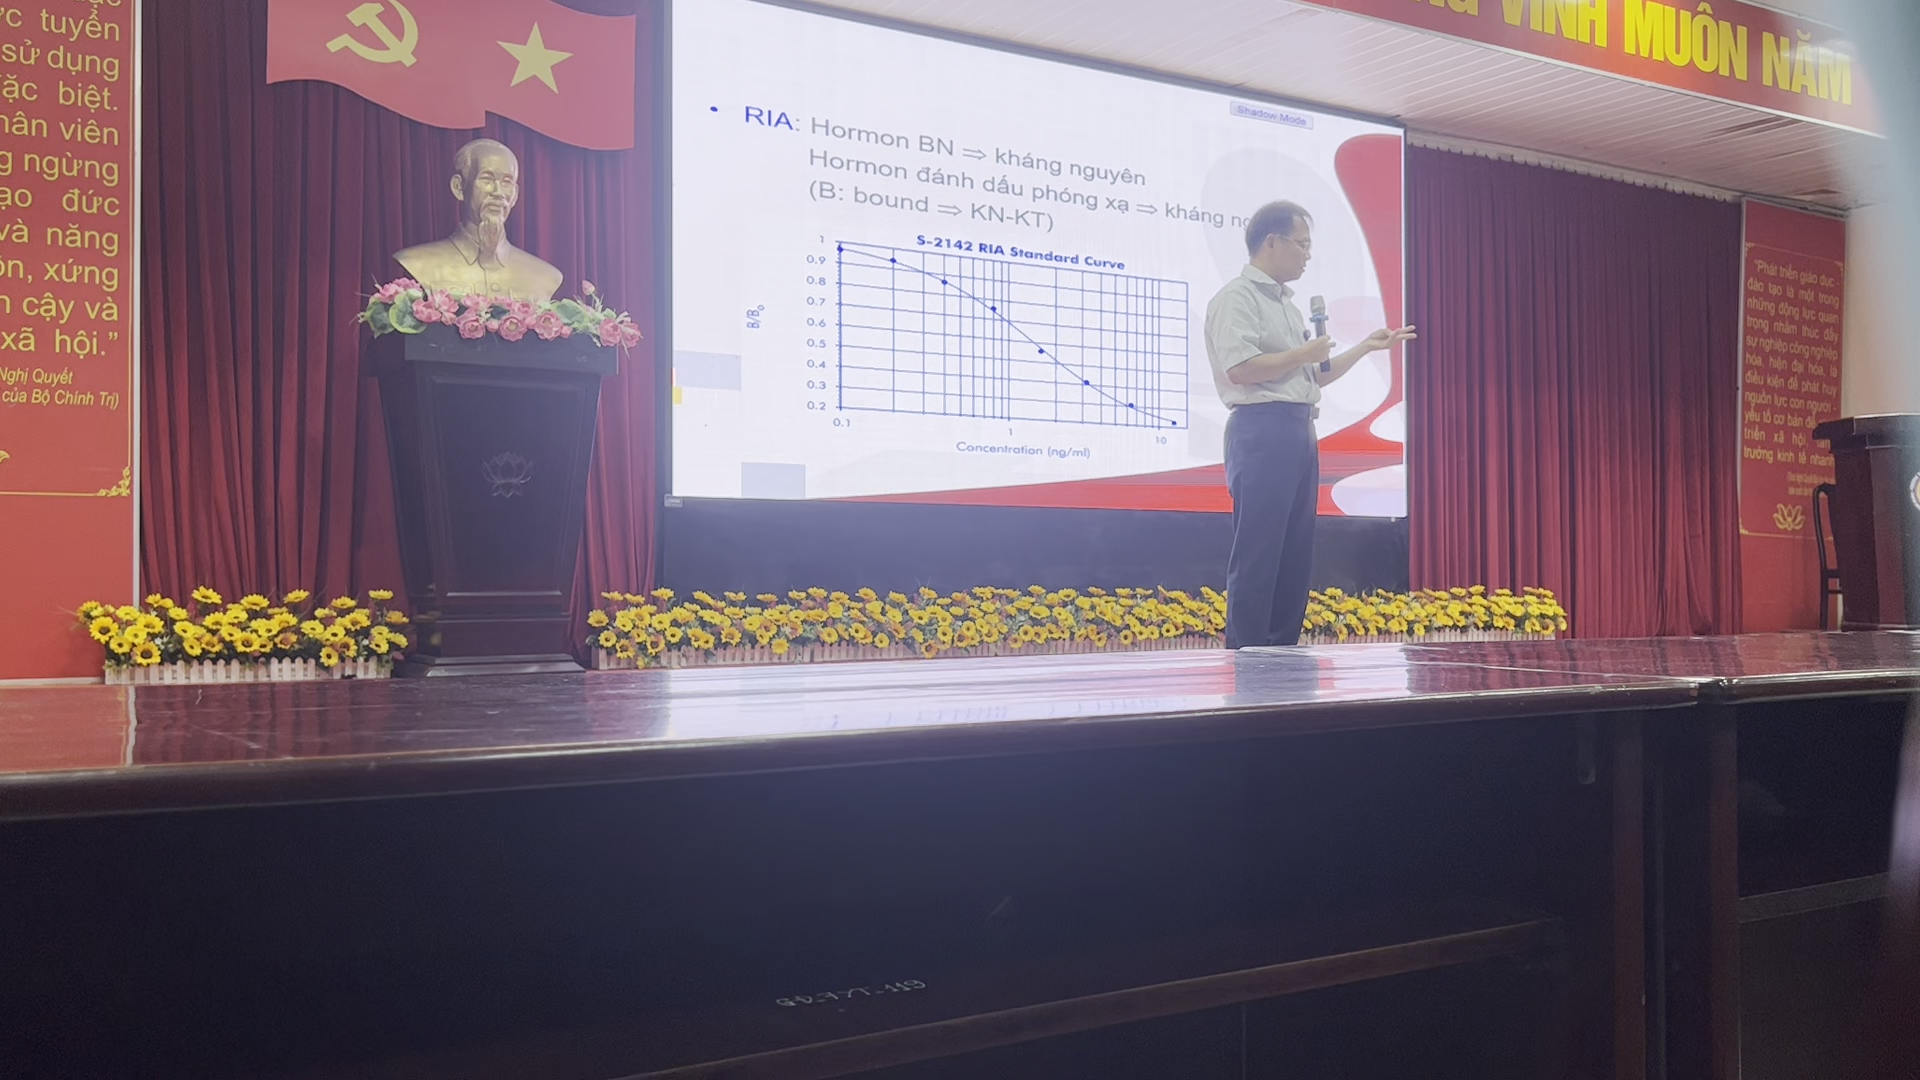 ực tuyển
sử dụng
đặc biệt.
nhân viên
g ngừng
đạo đức
và năng
ôn, xứng
n cậy và
xã hội.”
Nghị Quyết
của Bộ Chính Trị)
VINH MUÔN NĂM
Shadow Mode
• RIA: Hormon BN ⇒ kháng nguyên
Hormon đánh dấu phóng xạ ⇒ kháng ng
(B: bound ⇒ KN-KT)
S-2142 RIA Standard Curve
B/B₀
1
0.9
0.8
0.7
0.6
0.5
0.4
0.3
0.2
0.1 1 10
Concentration (ng/ml)
“Phát triển giáo dục -
đào tạo là một trong
những động lực quan
trọng nhằm thúc đẩy
sự nghiệp công nghiệp
hóa, hiện đại hóa, là
điều kiện để phát huy
nguồn lực con người -
yếu tố cơ bản để
triển xã hội,
trưởng kinh tế nhanh